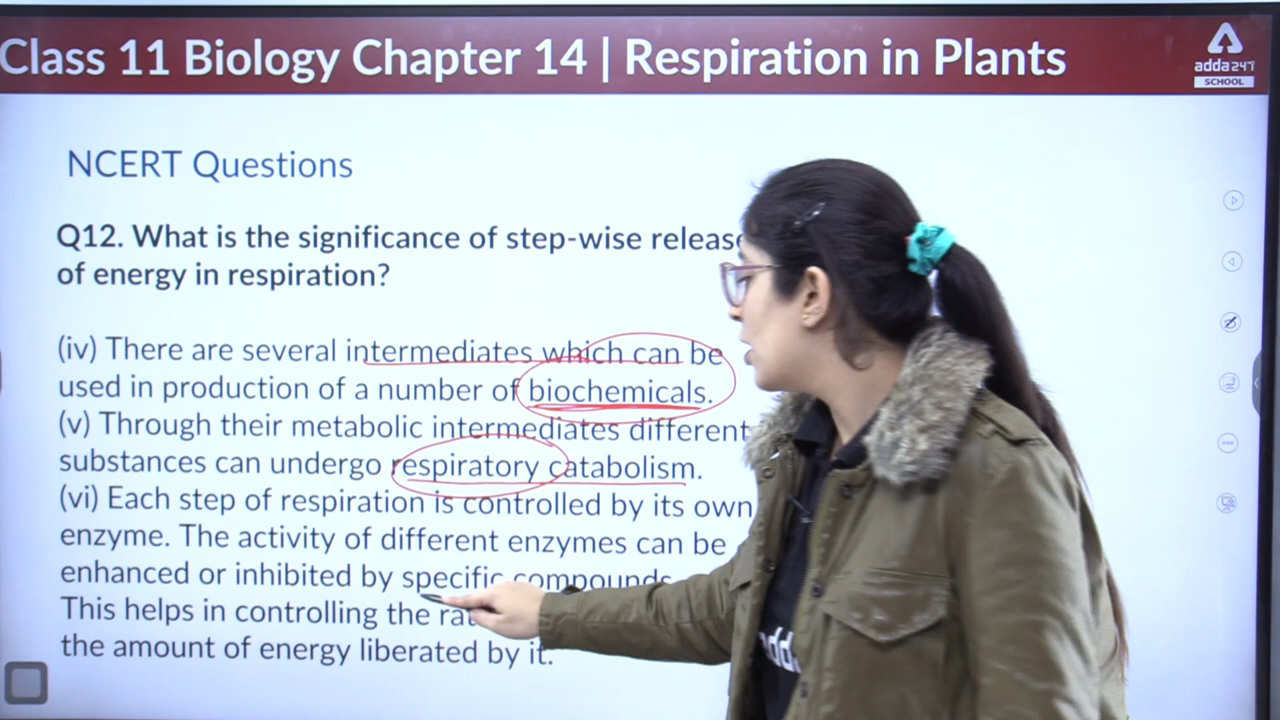 Class 11 Biology Chapter 14 | Respiration in Plants
adda247
SCHOOL
NCERT Questions
Q12. What is the significance of step-wise release
of energy in respiration?
(iv) There are several intermediates which can be
used in production of a number of biochemicals.
(v) Through their metabolic intermediates different
substances can undergo respiratory catabolism.
(vi) Each step of respiration is controlled by its own
enzyme. The activity of different enzymes can be
enhanced or inhibited by specific compounds
This helps in controlling the
the amount of energy liberated by it.